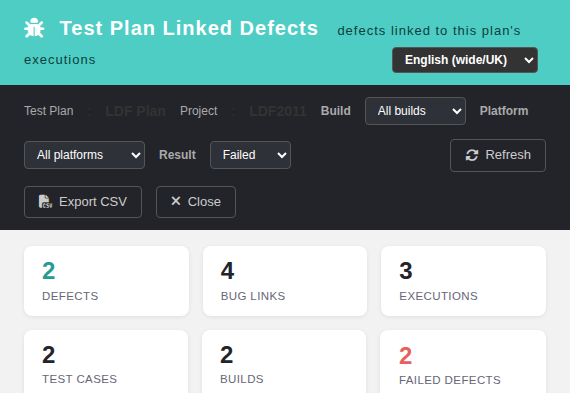 Test Plan Linked Defects defects linked to this plan's
executions English (wide/UK)
Test Plan : LDF Plan Project : LDF2011 Build All builds Platform
All platforms Result Failed Refresh
Export CSV Close
2 4 3
DEFECTS BUG LINKS EXECUTIONS
2 2 2
TEST CASES BUILDS FAILED DEFECTS